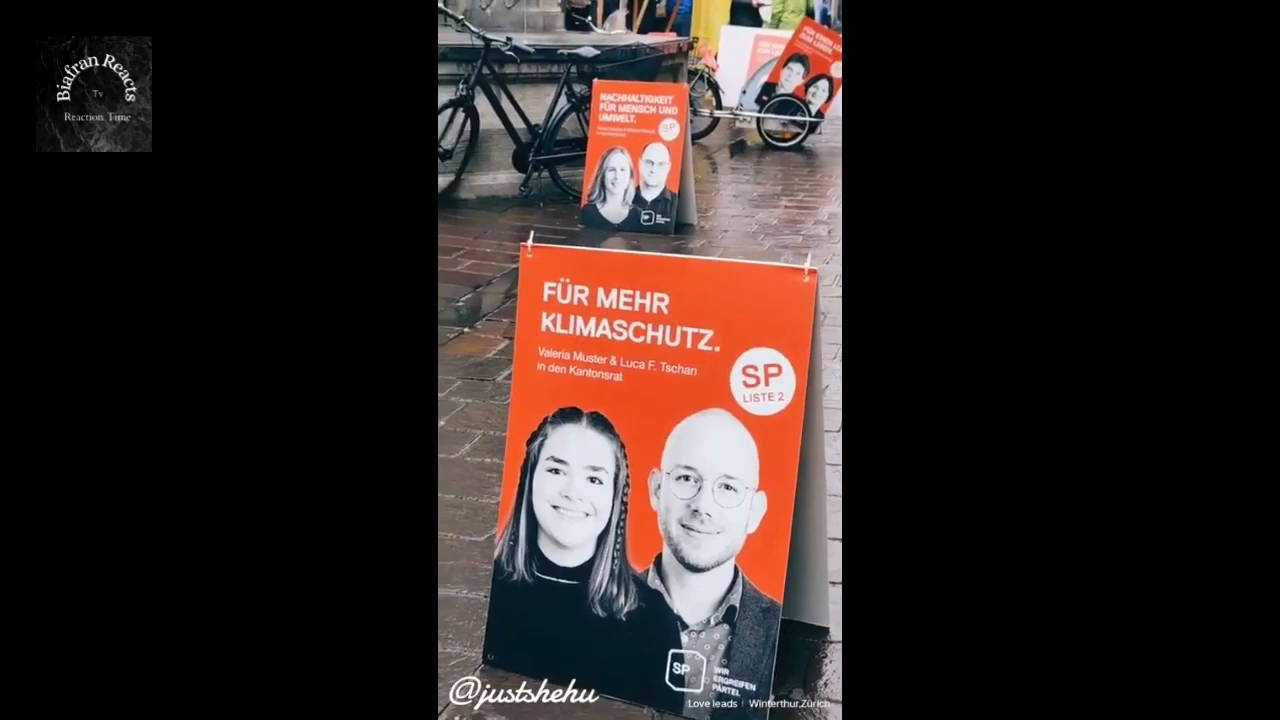 Biafran Reacts
Tv
Reaction Time
NACHHALTIGKEIT
FÜR MENSCH UND
UMWELT.
SP
FÜR MEHR
KLIMASCHUTZ.
Valeria Muster & Luca F. Tschan
in den Kantonsrat
SP
LISTE 2
SP
WIR
ERGREIFEN
PARTEI.
@justshehu
Love leads | Winterthur,Zürich